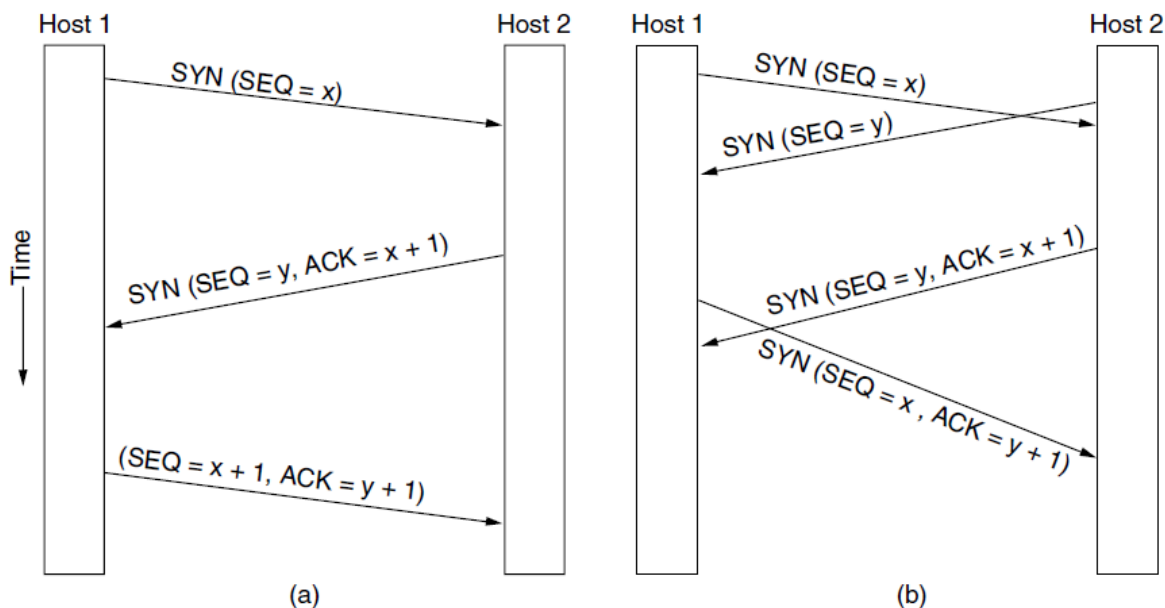 Host 1
Host 2
SYN (SEQ = x)
SYN (SEQ = y, ACK = x + 1)
(SEQ = x + 1, ACK = y + 1)
Time
(a)
Host 1
Host 2
SYN (SEQ = x)
SYN (SEQ = y)
SYN (SEQ = y, ACK = x + 1)
SYN (SEQ = x , ACK = y + 1)
(b)